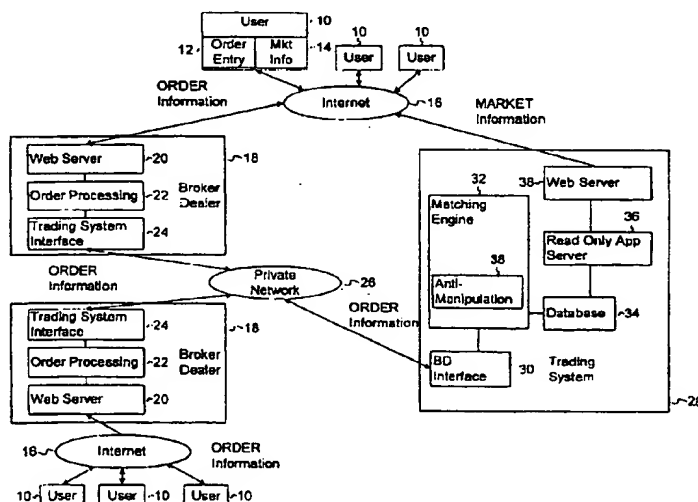 User 10
12 Order Entry Mkt Info 14
10 10
User User
ORDER Information
Internet 16
MARKET Information
18
Web Server 20
Order Processing 22
Broker Dealer
Trading System Interface 24
ORDER Information
Private Network 26
ORDER Information
Trading System Interface 24
18
Order Processing 22
Broker Dealer
Web Server 20
16 Internet
ORDER Information
10 User User 10 User 10
32
38 Web Server
Matching Engine
36
Read Only App Server
38
Anti-Manipulation
Database 34
BD Interface 30
Trading System
28